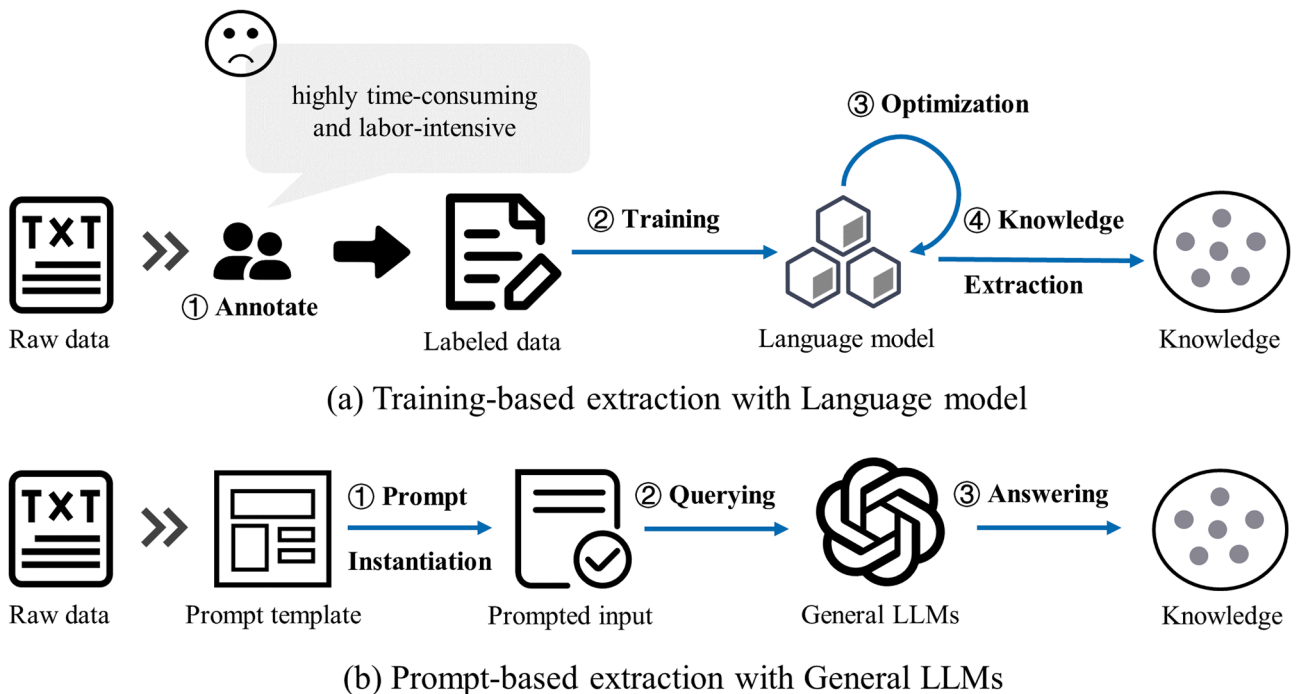 highly time-consuming
and labor-intensive
③ Optimization
TXT
② Training
④ Knowledge
Extraction
① Annotate
Raw data
Labeled data
Language model
Knowledge
(a) Training-based extraction with Language model
TXT
① Prompt
Instantiation
② Querying
③ Answering
Raw data
Prompt template
Prompted input
General LLMs
Knowledge
(b) Prompt-based extraction with General LLMs